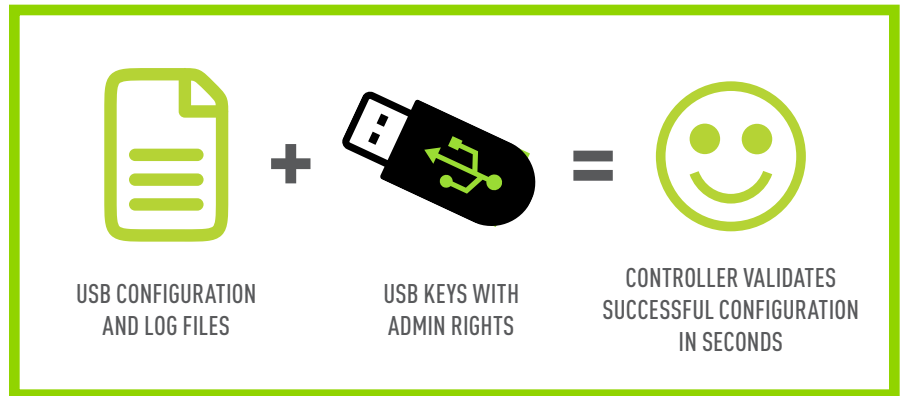 USB CONFIGURATION
AND LOG FILES
USB KEYS WITH
ADMIN RIGHTS
CONTROLLER VALIDATES
SUCCESSFUL CONFIGURATION
IN SECONDS